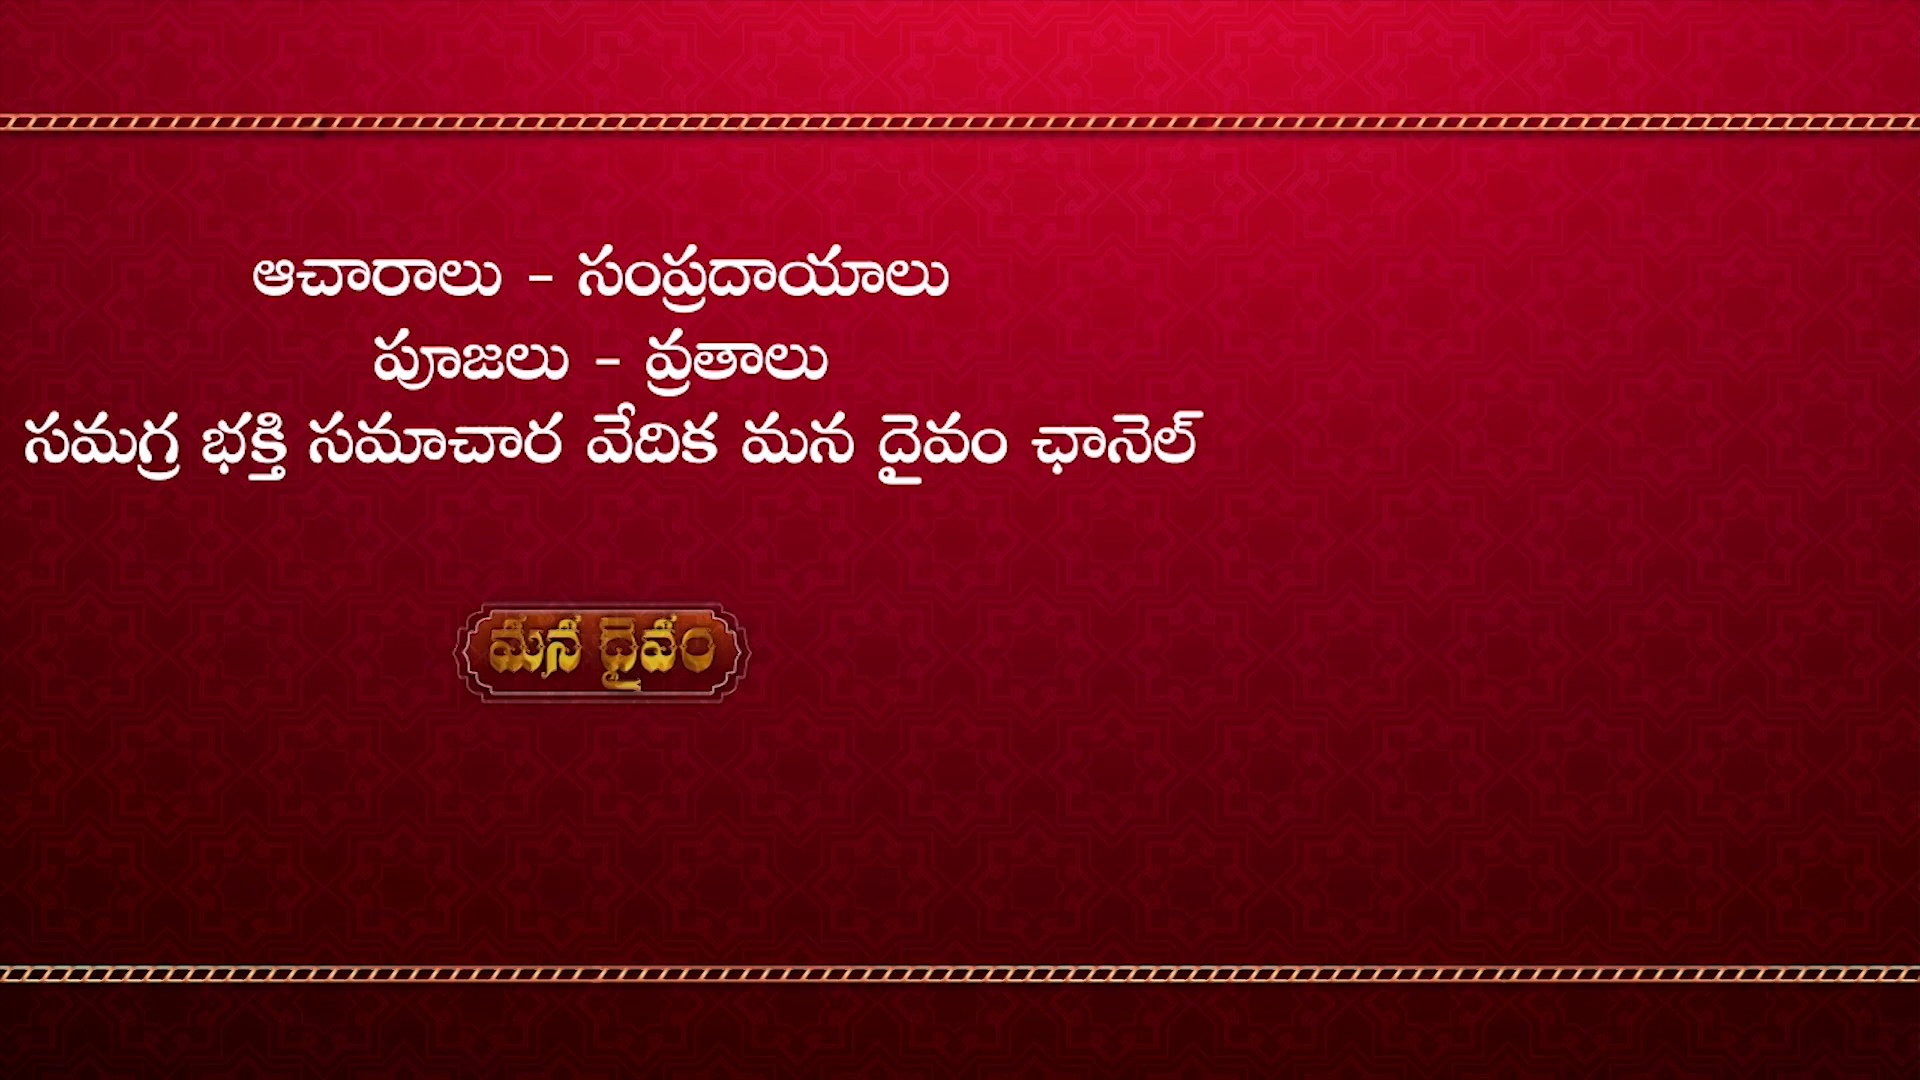 ఆచారాలు - సంప్రదాయాలు
పూజలు - వ్రతాలు
సమగ్ర భక్తి సమాచార వేదిక మన దైవం ఛానెల్
మన దైవం